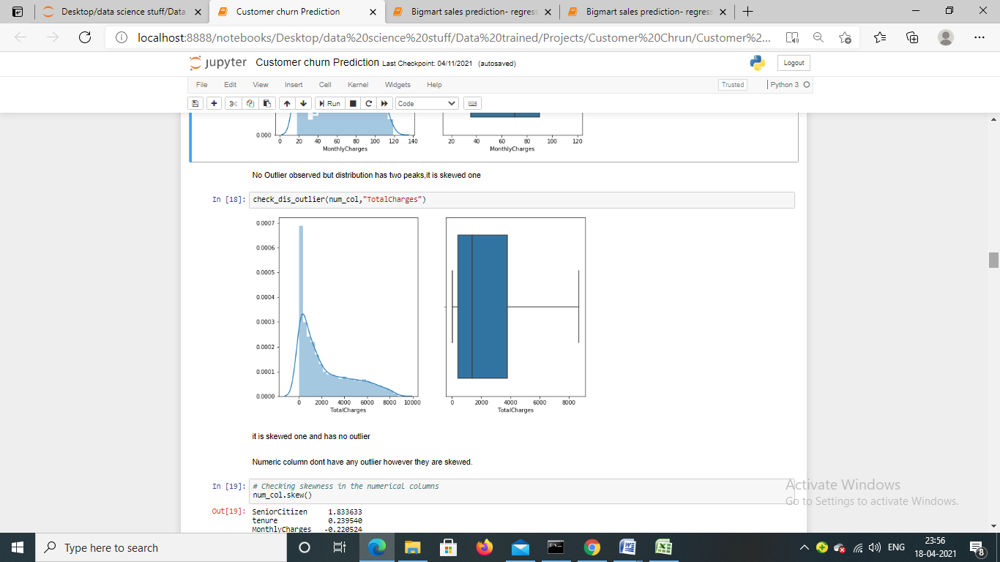 Desktop/data science stuff/Data
Customer churn Prediction
Bigmart sales prediction- regress
Bigmart sales prediction- regress
localhost:8888/notebooks/Desktop/data%20science%20stuff/Data%20trained/Projects/Customer%20Chrun/Customer%2...
jupyter Customer churn Prediction Last Checkpoint: 04/11/2021 (autosaved)
Logout
File Edit View Insert Cell Kernel Widgets Help
Trusted
Python 3
Run
Code
0.000
0 20 40 60 80 100 120 140
MonthlyCharges
20 40 60 80 100 120
MonthlyCharges
No Outlier observed but distribution has two peaks,it is skewed one
In [18]: check_dis_outlier(num_col,"TotalCharges")
0.0007
0.0006
0.0005
0.0004
0.0003
0.0002
0.0001
0.0000
0 2000 4000 6000 8000 10000
TotalCharges
0 2000 4000 6000 8000
TotalCharges
it is skewed one and has no outlier
Numeric column dont have any outlier however they are skewed.
In [19]: # Checking skewness in the numerical columns
num_col.skew()
Out[19]: SeniorCitizen 1.833633
tenure 0.239540
MonthlyCharges -0.220524
Activate Windows
Go to Settings to activate Windows.
Type here to search
ENG
23:56
18-04-2021
8